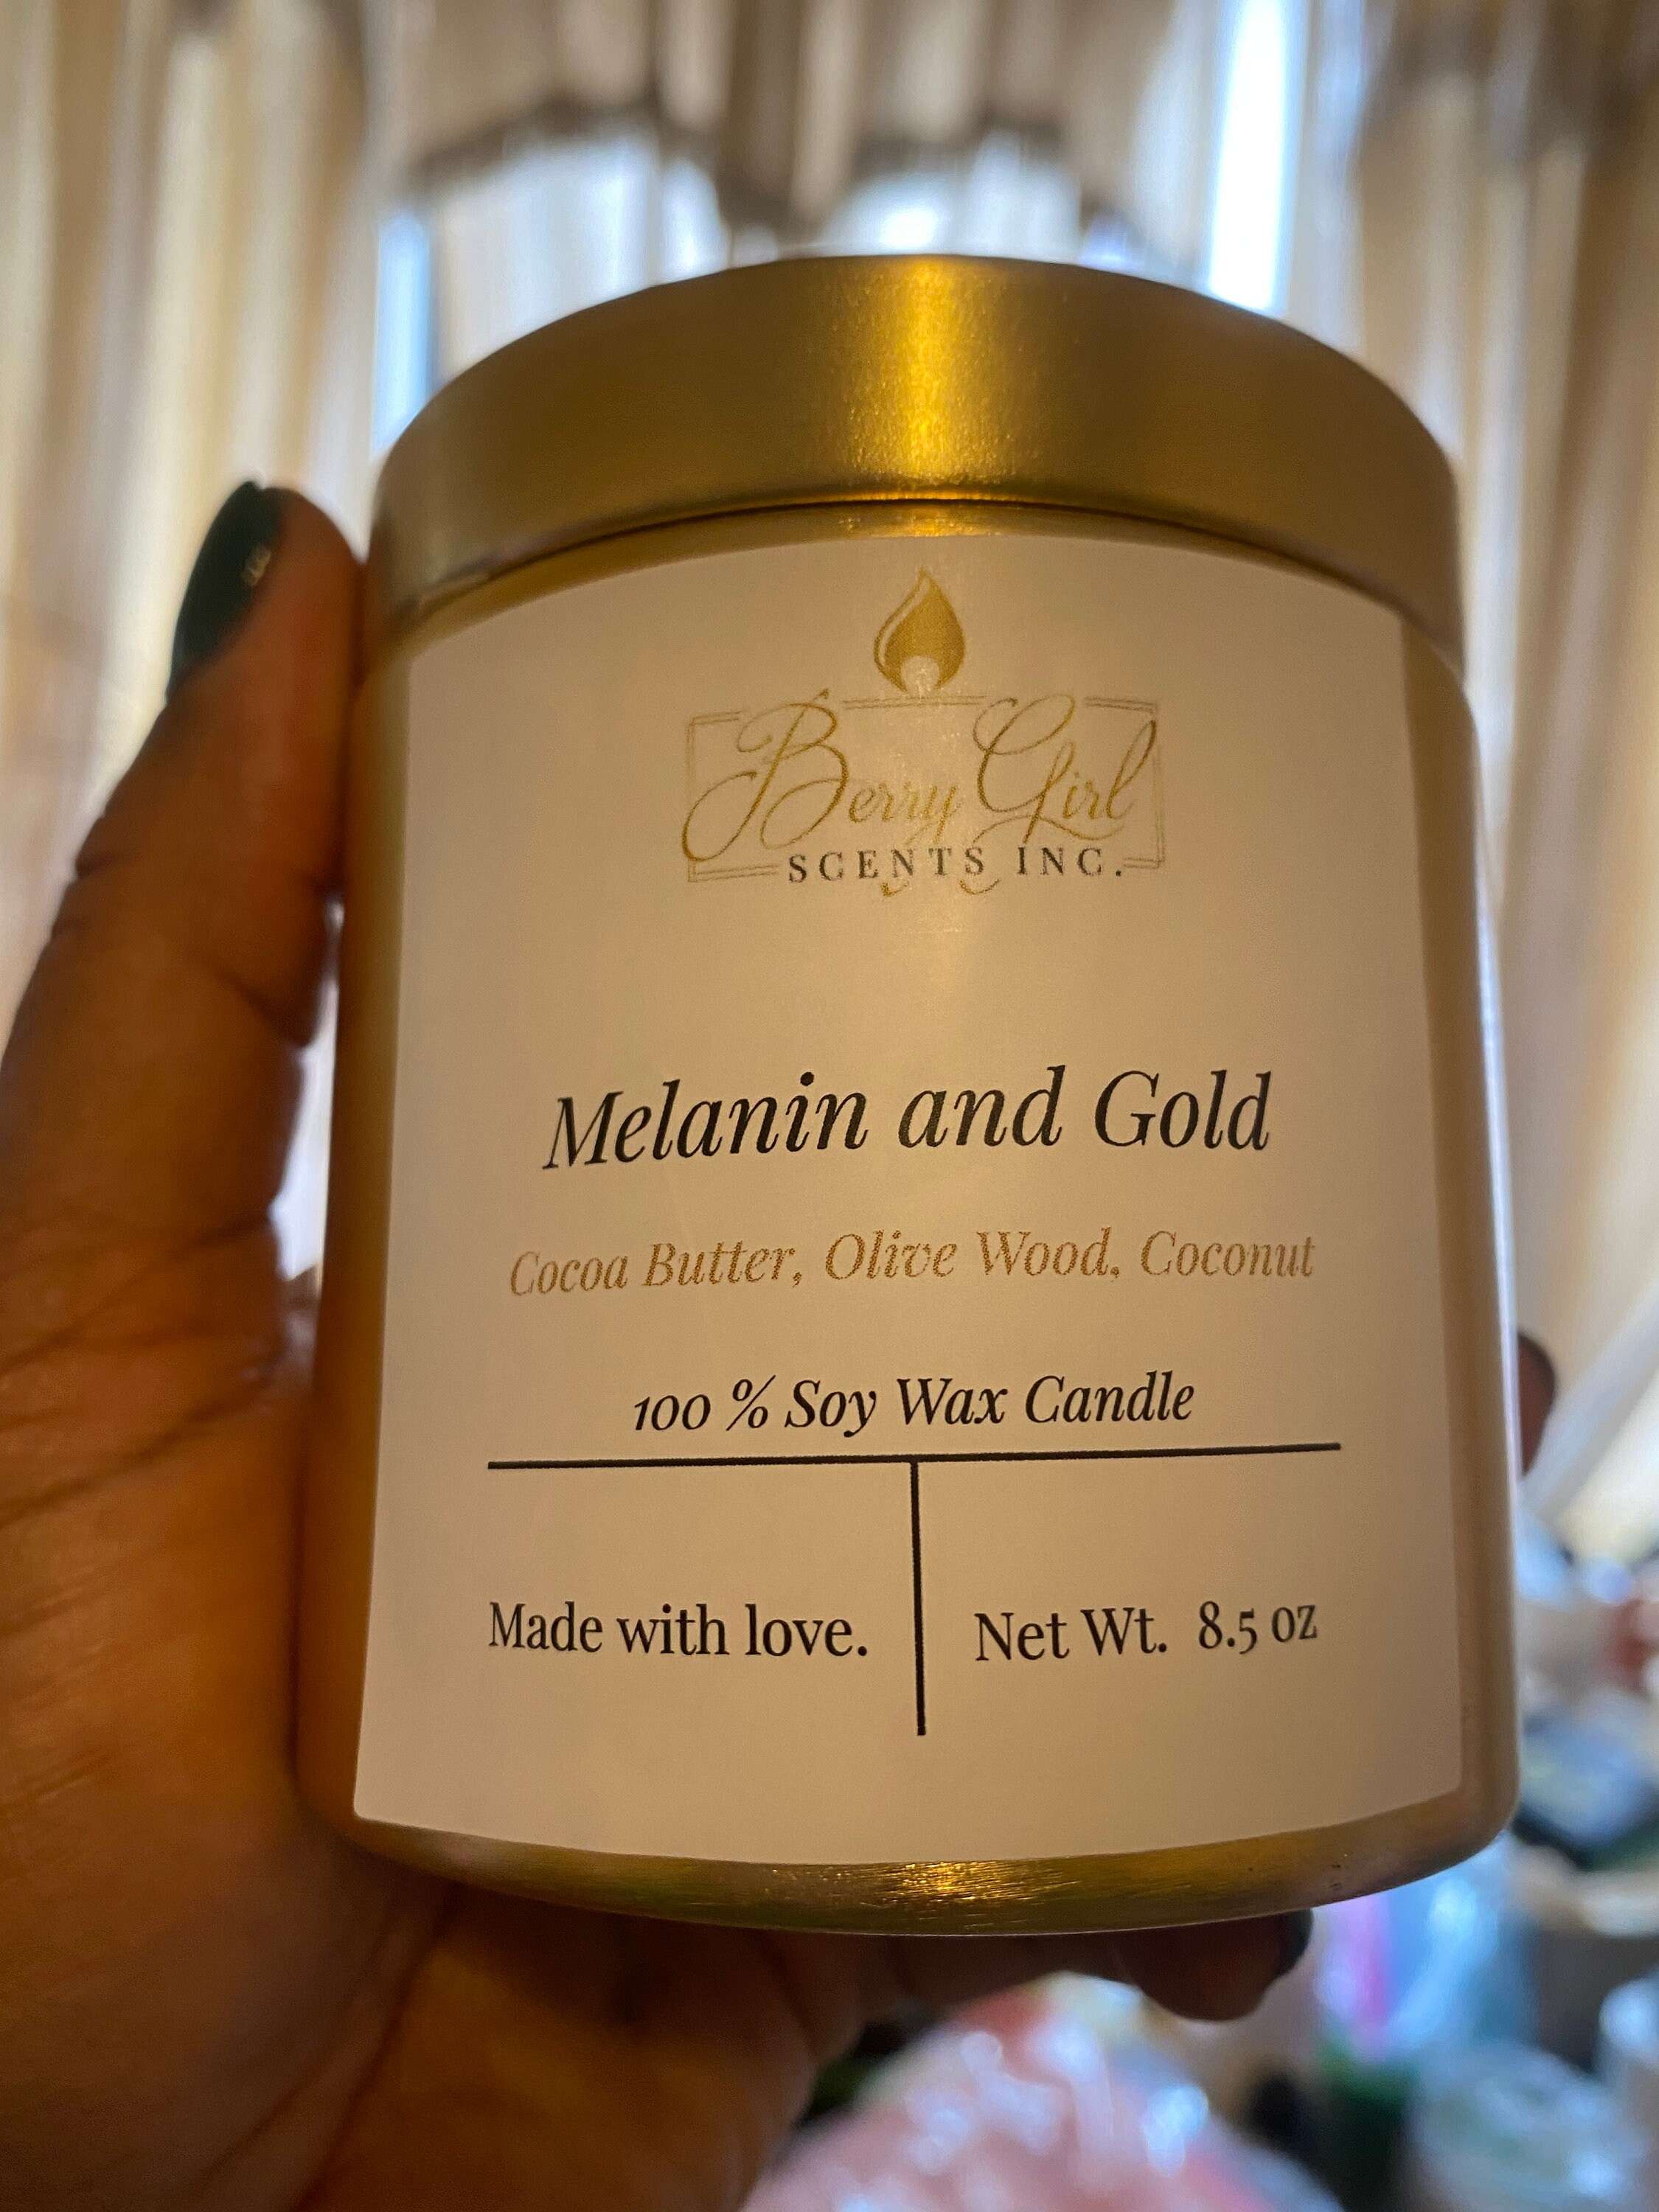 Berry Girl
SCENTS INC.
Melanin and Gold
Cocoa Butter, Olive Wood, Coconut
100 % Soy Wax Candle
Made with love.
Net Wt. 8.5 oz